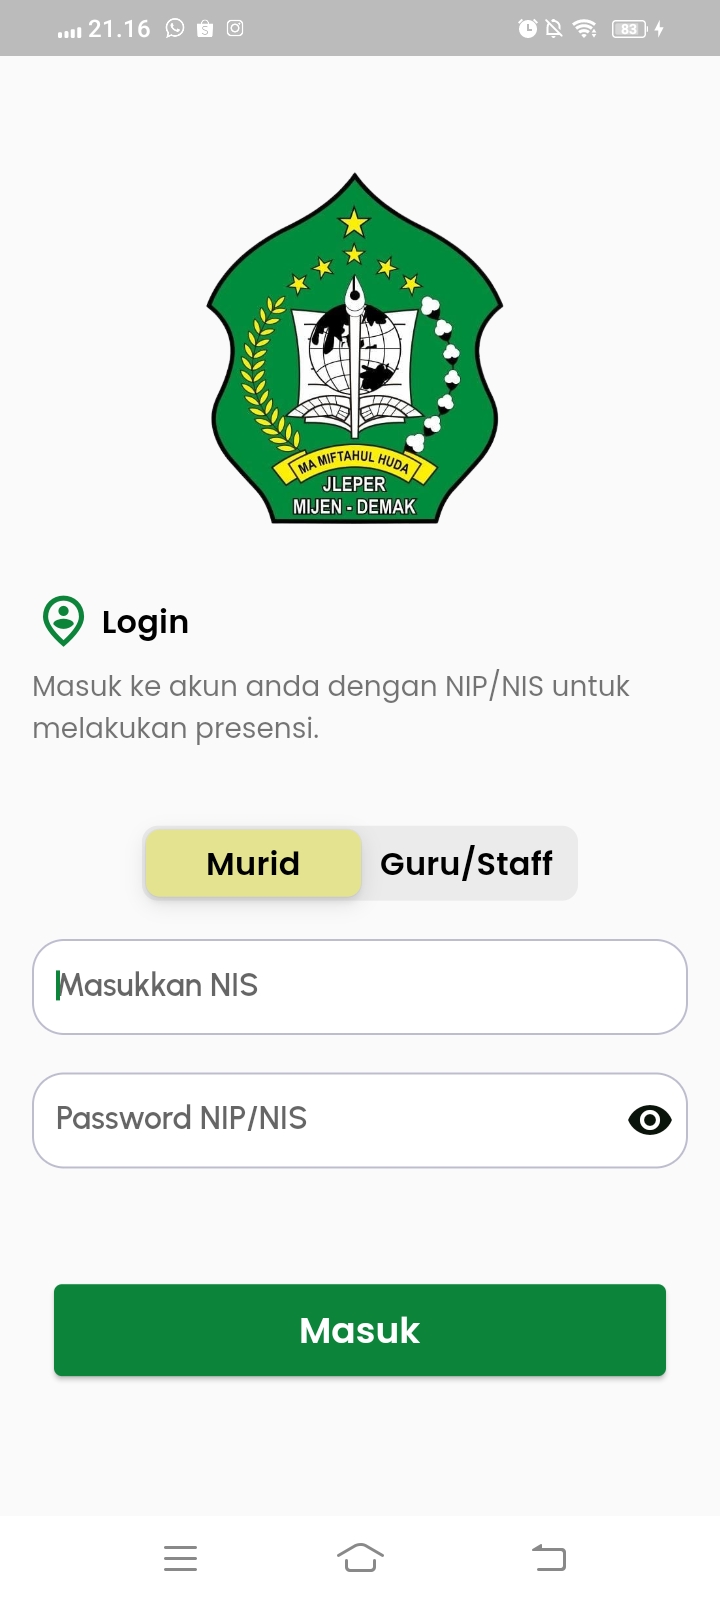 21.16
83
MA MIFTAHUL HUDA
JLEPER
MIJEN - DEMAK
Login
Masuk ke akun anda dengan NIP/NIS untuk
melakukan presensi.
Murid Guru/Staff
Masukkan NIS
Password NIP/NIS
Masuk